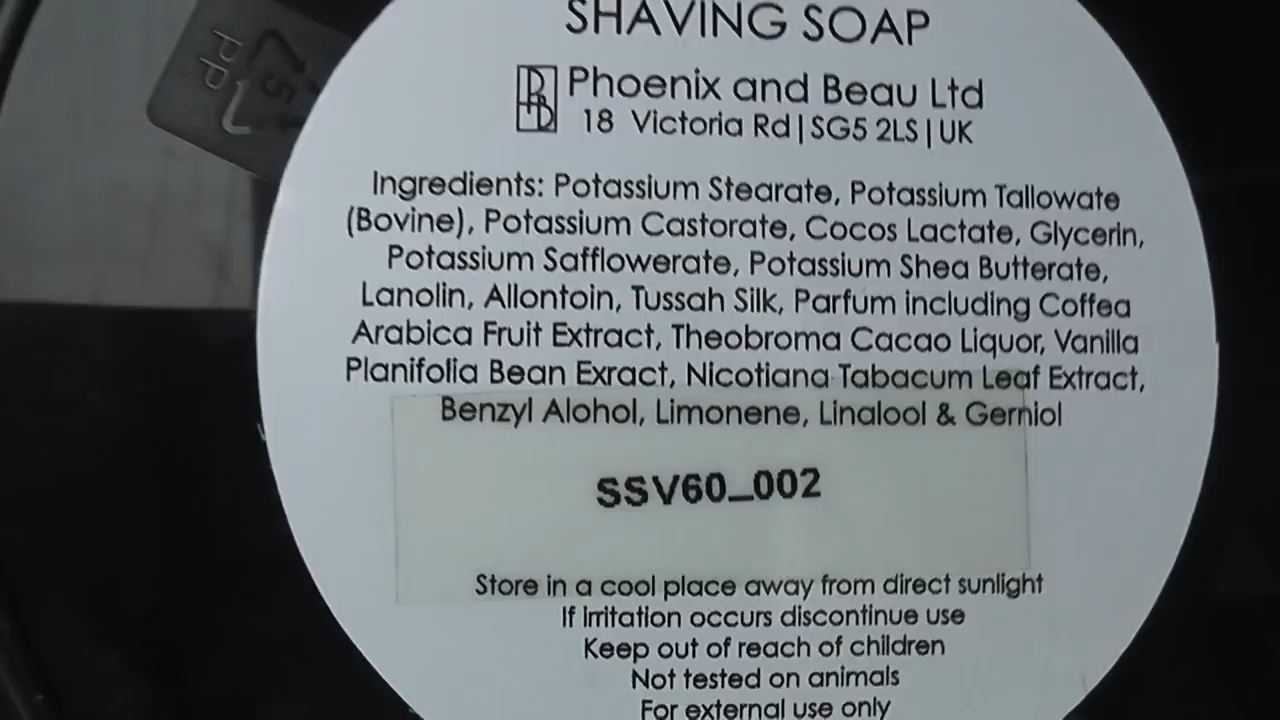 SHAVING SOAP
Phoenix and Beau Ltd
18 Victoria Rd | SG5 2LS | UK
Ingredients: Potassium Stearate, Potassium Tallowate
(Bovine), Potassium Castorate, Cocos Lactate, Glycerin,
Potassium Safflowerate, Potassium Shea Butterate,
Lanolin, Allontoin, Tussah Silk, Parfum including Coffea
Arabica Fruit Extract, Theobroma Cacao Liquor, Vanilla
Planifolia Bean Exract, Nicotiana Tabacum Leaf Extract,
Benzyl Alohol, Limonene, Linalool & Gerniol
SSV60_002
Store in a cool place away from direct sunlight
If irritation occurs discontinue use
Keep out of reach of children
Not tested on animals
For external use only
5
PP